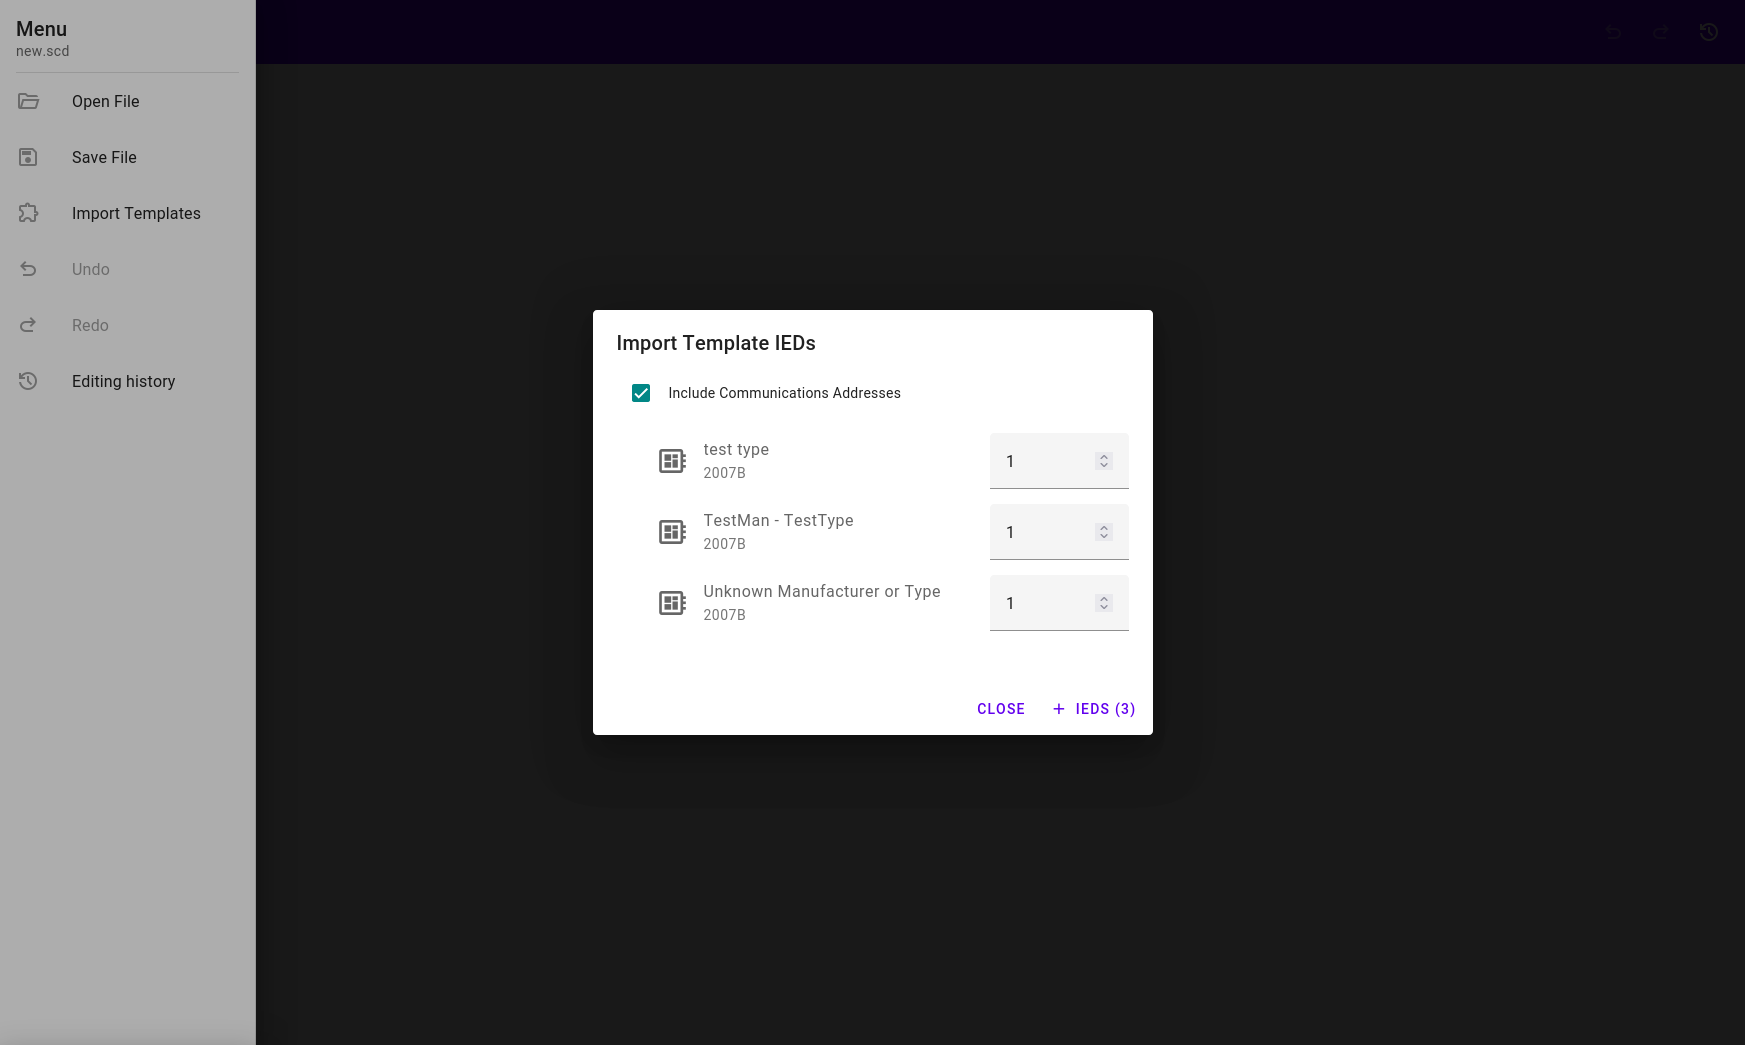 Menu
new.scd
Open File
Save File
Import Templates
Undo
Redo
Editing history
Import Template IEDs
Include Communications Addresses
test type
2007B
1
TestMan - TestType
2007B
1
Unknown Manufacturer or Type
2007B
1
CLOSE
IEDS (3)